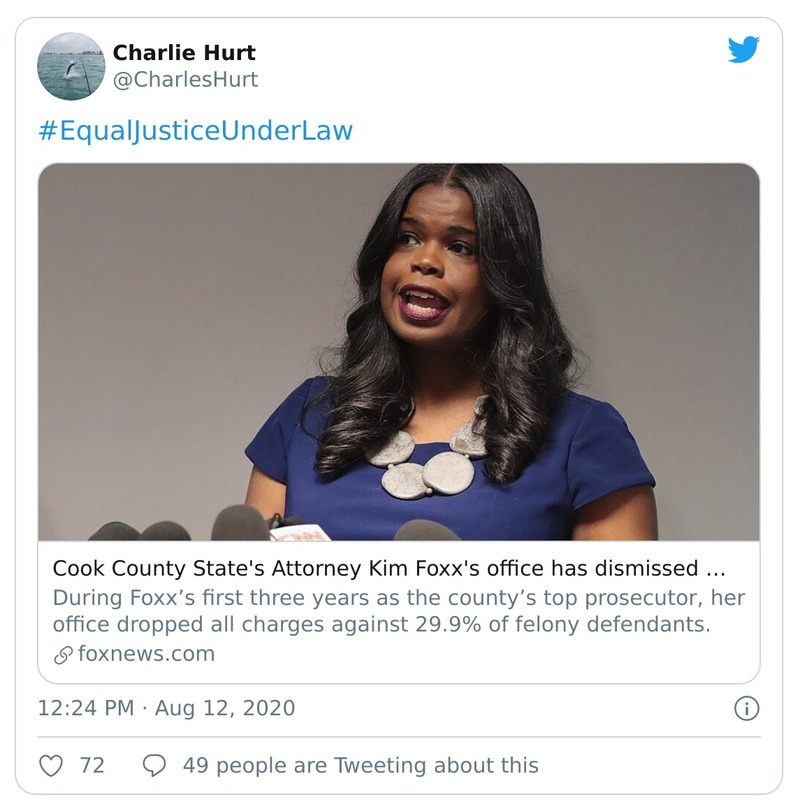 Charlie Hurt
@CharlesHurt
#EqualJusticeUnderLaw
Cook County State's Attorney Kim Foxx's office has dismissed ...
During Foxx’s first three years as the county’s top prosecutor, her
office dropped all charges against 29.9% of felony defendants.
foxnews.com
12:24 PM · Aug 12, 2020
72
49 people are Tweeting about this